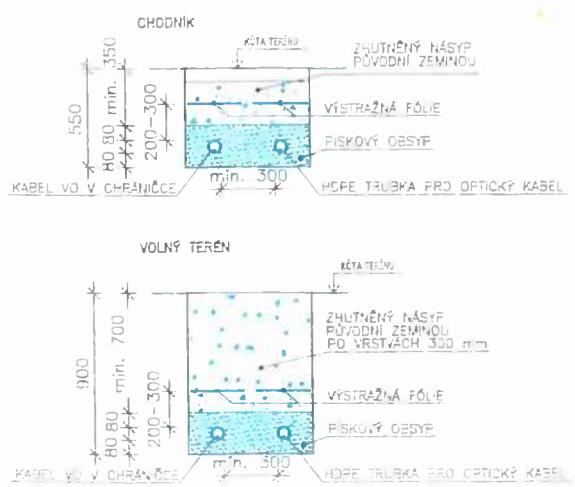 CHODNÍK
KÓTA TERÉNU
ZHUTNĚNÝ NÁSYP
PŮVODNÍ ZEMINOU
550
80 80 min. 350
200-300
VÝSTRAŽNÁ FÓLIE
PÍSKOVÝ OBSYP
min. 300
KABEL VO V CHRÁNIČCE
HDPE TRUBKA PRO OPTICKÝ KABEL
VOLNÝ TERÉN
KÓTA TERÉNU
900
80 80 min. 700
200-300
ZHUTNĚNÝ NÁSYP
PŮVODNÍ ZEMINOU
PO VRSTVÁCH 300 mm
VÝSTRAŽNÁ FÓLIE
PÍSKOVÝ OBSYP
min. 300
KABEL VO V CHRÁNIČCE
HDPE TRUBKA PRO OPTICKÝ KABEL